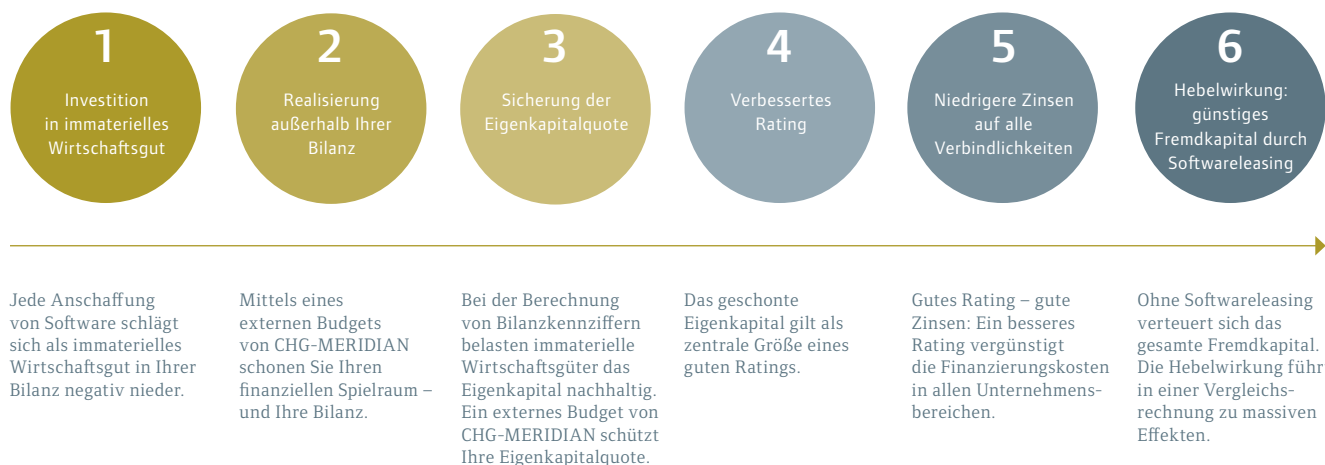 1
Investition
in immaterielles
Wirtschaftsgut
2
Realisierung
außerhalb Ihrer
Bilanz
3
Sicherung der
Eigenkapitalquote
4
Verbessertes
Rating
5
Niedrigere Zinsen
auf alle
Verbindlichkeiten
6
Hebelwirkung:
günstiges
Fremdkapital durch
Softwareleasing
Jede Anschaffung
von Software schlägt
sich als immaterielles
Wirtschaftsgut in Ihrer
Bilanz negativ nieder.
Mittels eines
externen Budgets
von CHG-MERIDIAN
schonen Sie Ihren
finanziellen Spielraum –
und Ihre Bilanz.
Bei der Berechnung
von Bilanzkennziffern
belasten immaterielle
Wirtschaftsgüter das
Eigenkapital nachhaltig.
Ein externes Budget von
CHG-MERIDIAN schützt
Ihre Eigenkapitalquote.
Das geschonte
Eigenkapital gilt als
zentrale Größe eines
guten Ratings.
Gutes Rating – gute
Zinsen: Ein besseres
Rating vergünstigt
die Finanzierungskosten
in allen Unternehmens-
bereichen.
Ohne Softwareleasing
verteuert sich das
gesamte Fremdkapital.
Die Hebelwirkung führ
in einer Vergleichs-
rechnung zu massiven
Effekten.